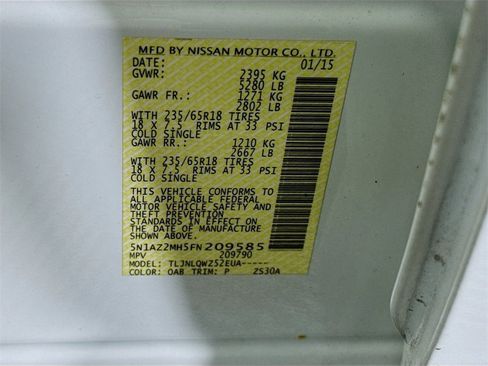 MFD BY NISSAN MOTOR CO., LTD.
DATE: 01/15
GVWR: 2395 KG
5280 LB
GAWR FR.: 1271 KG
2802 LB
WITH 235/65R18 TIRES
18 X 7.5 RIMS AT 33 PSI
COLD SINGLE
GAWR RR.: 1210 KG
2667 LB
WITH 235/65R18 TIRES
18 X 7.5 RIMS AT 33 PSI
COLD SINGLE
THIS VEHICLE CONFORMS TO
ALL APPLICABLE FEDERAL
MOTOR VEHICLE SAFETY AND
THEFT PREVENTION
STANDARDS IN EFFECT ON
THE DATE OF MANUFACTURE
5N1AZ2MH5FN209585
MPV 209790
MODEL: TLJNLQWZ52EUA-----
COLOR: QAB TRIM: P ZS30A